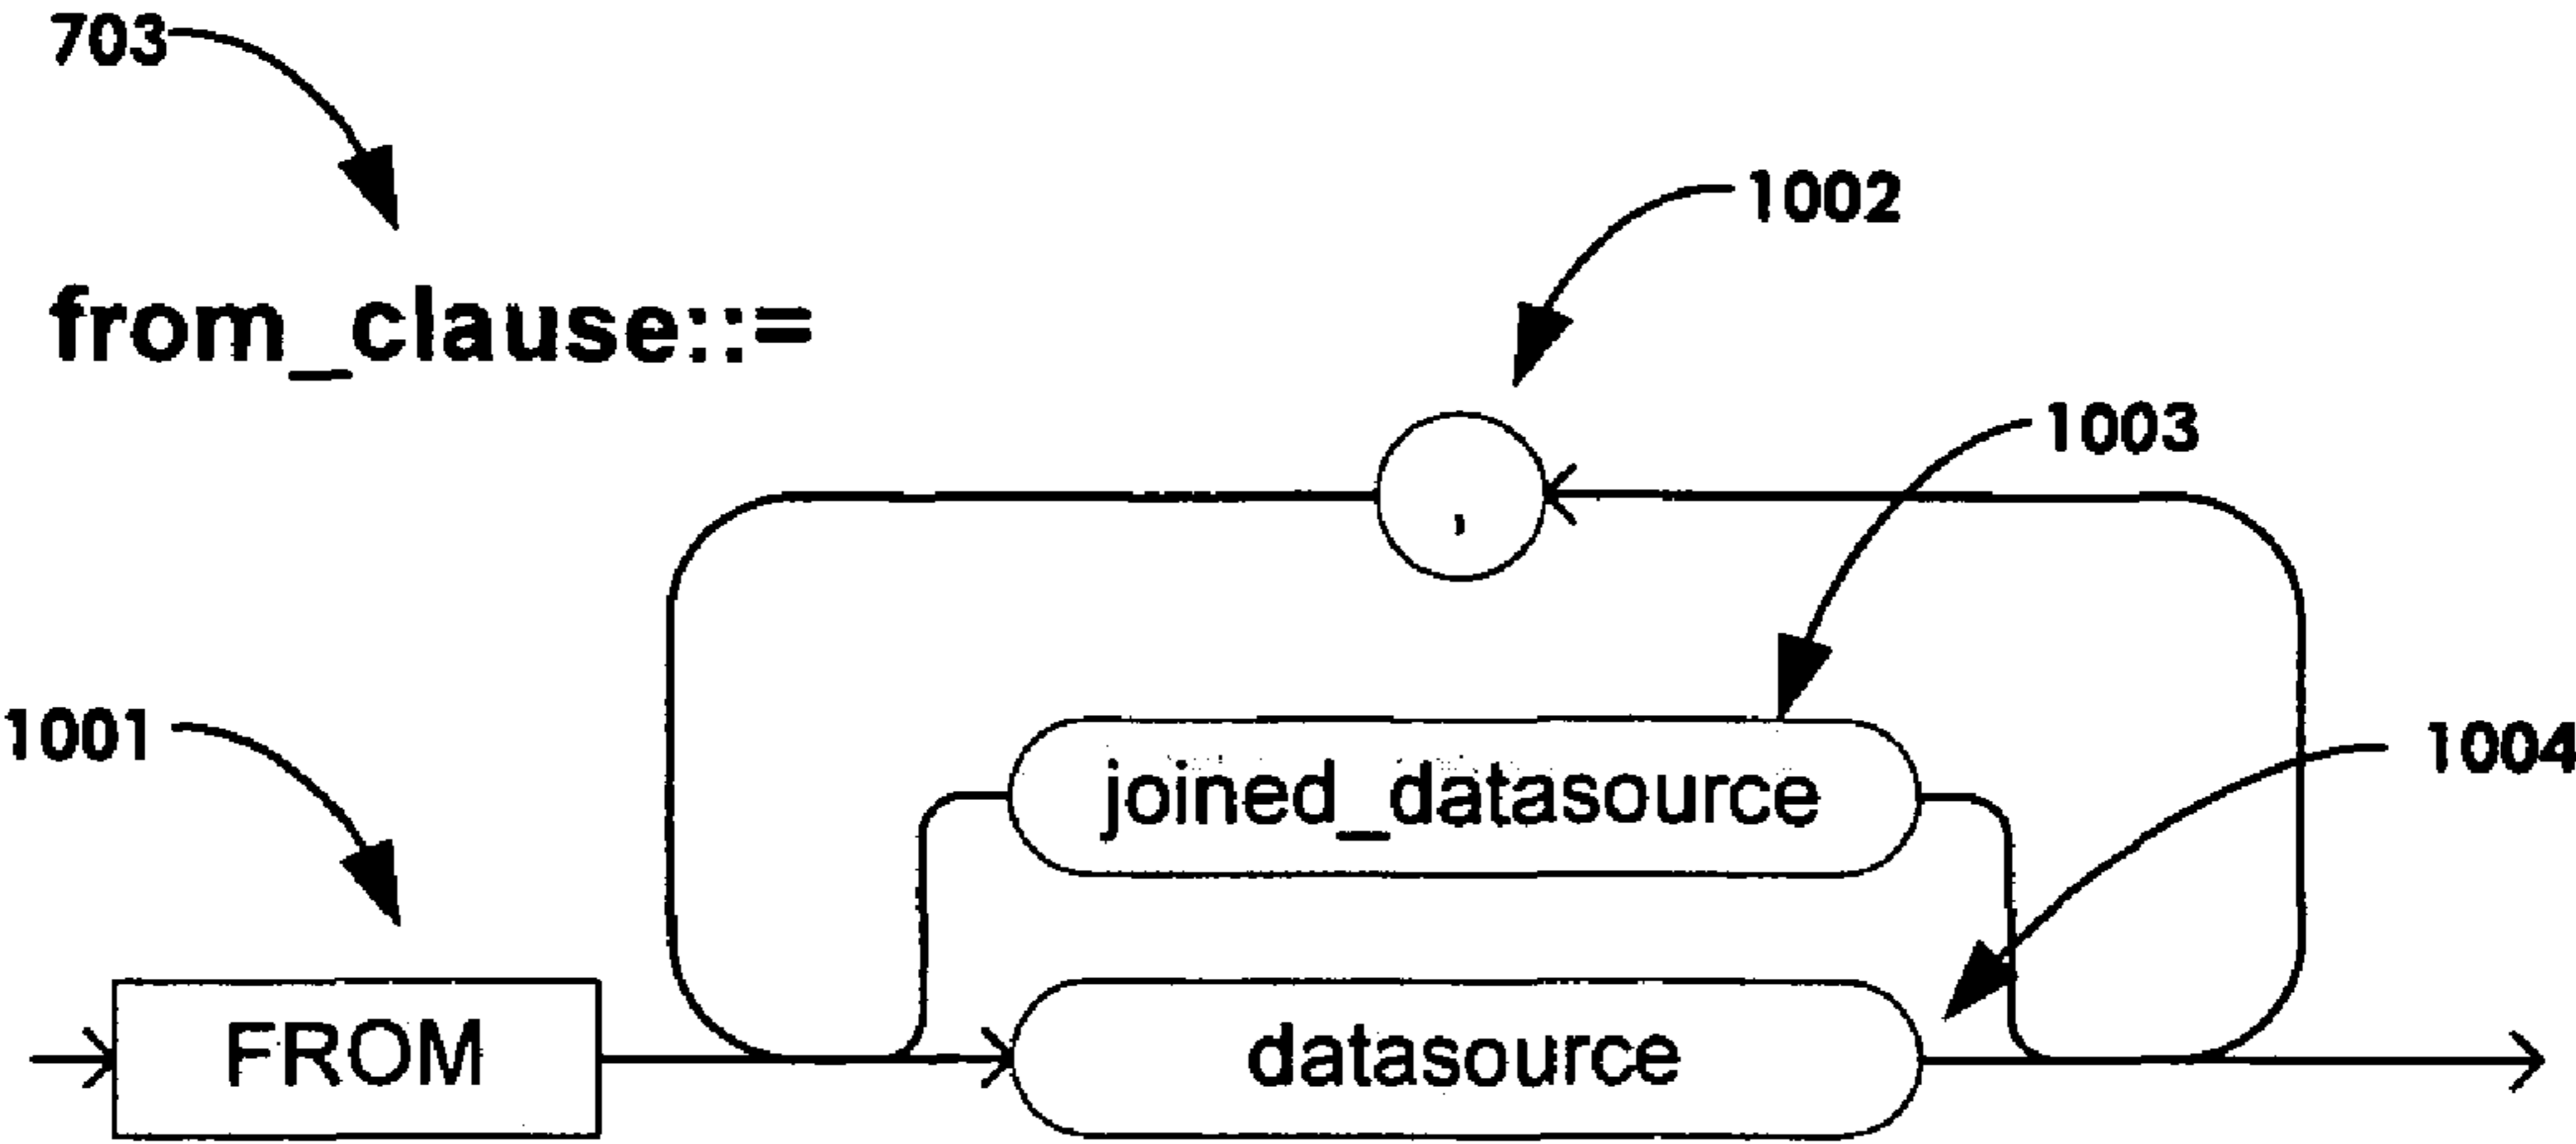 703
1002
from_clause::=
1003
,
1001
1004
joined_datasource
FROM
datasource